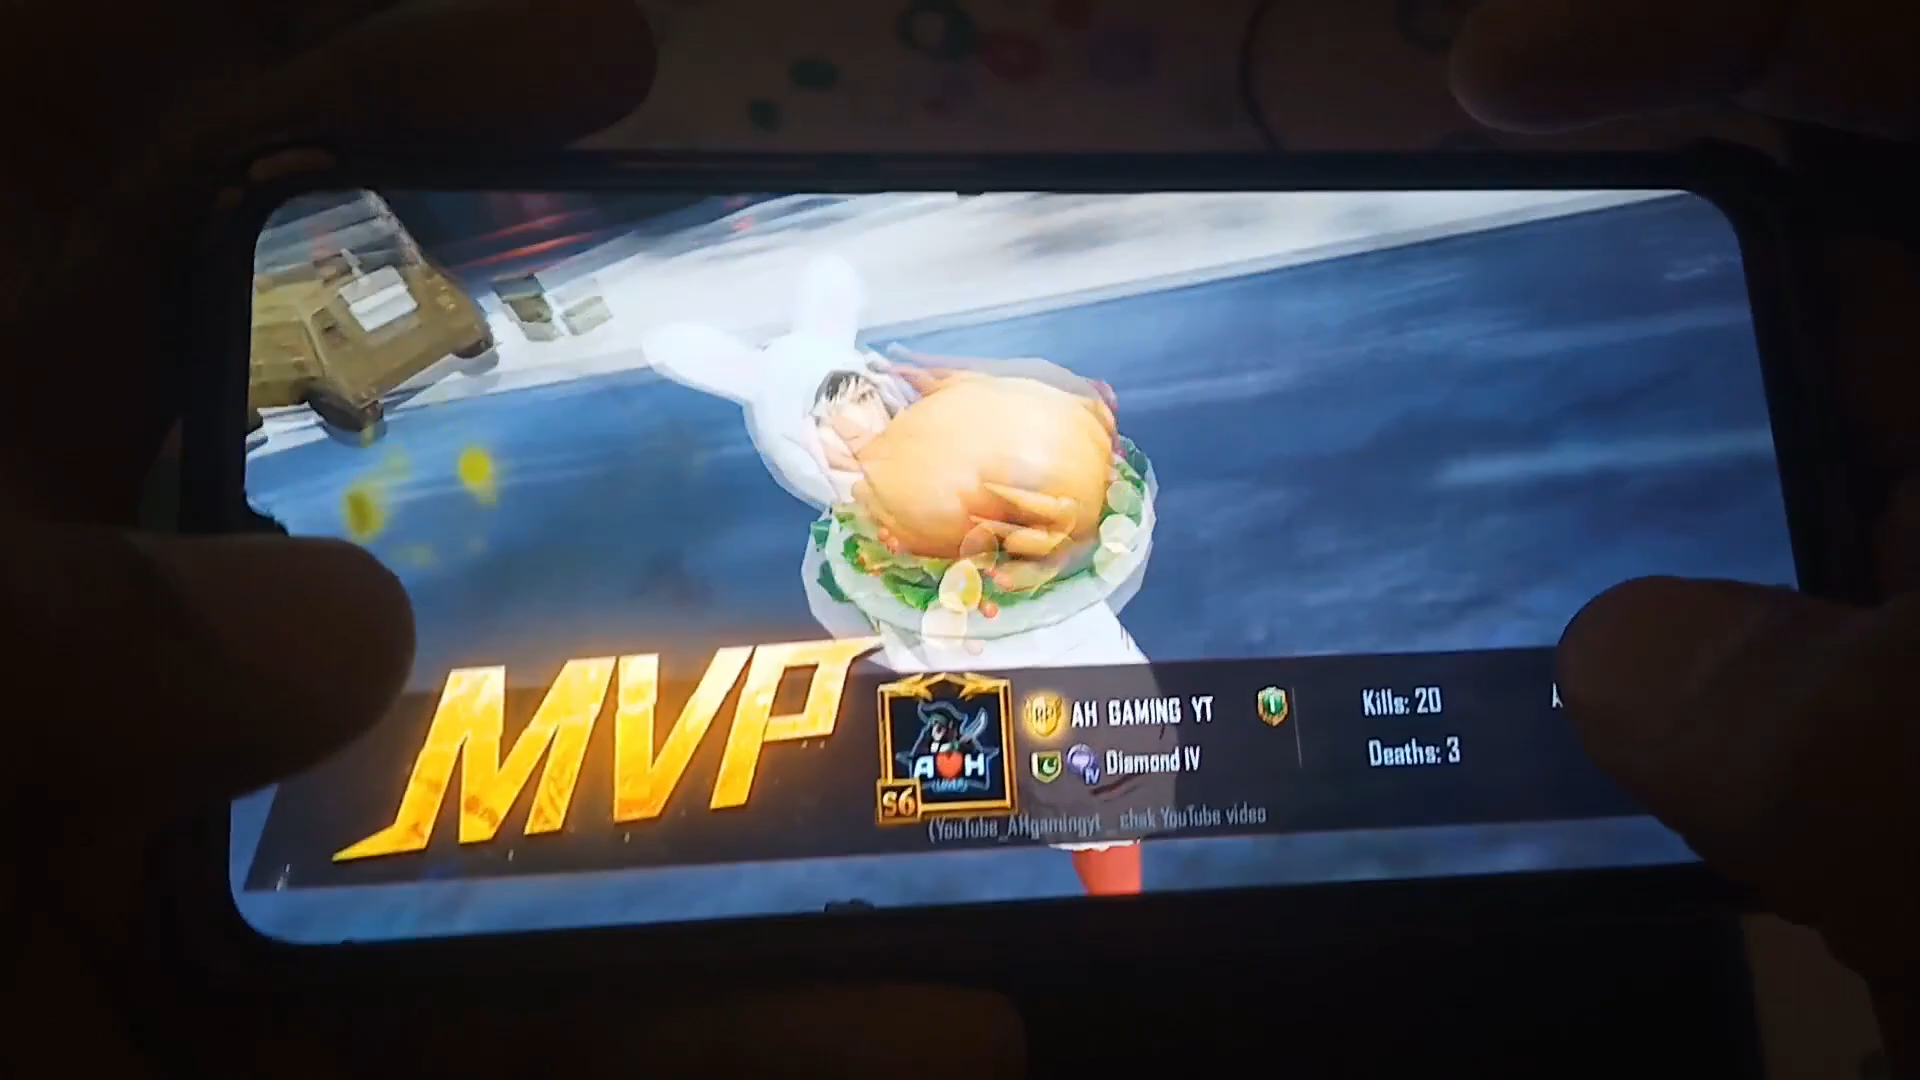 MVP
AH GAMING YT
Diamond IV
Kills: 20
Deaths: 3
A H
S6
(YouTube_AHgamingyt _ chek YouTube video